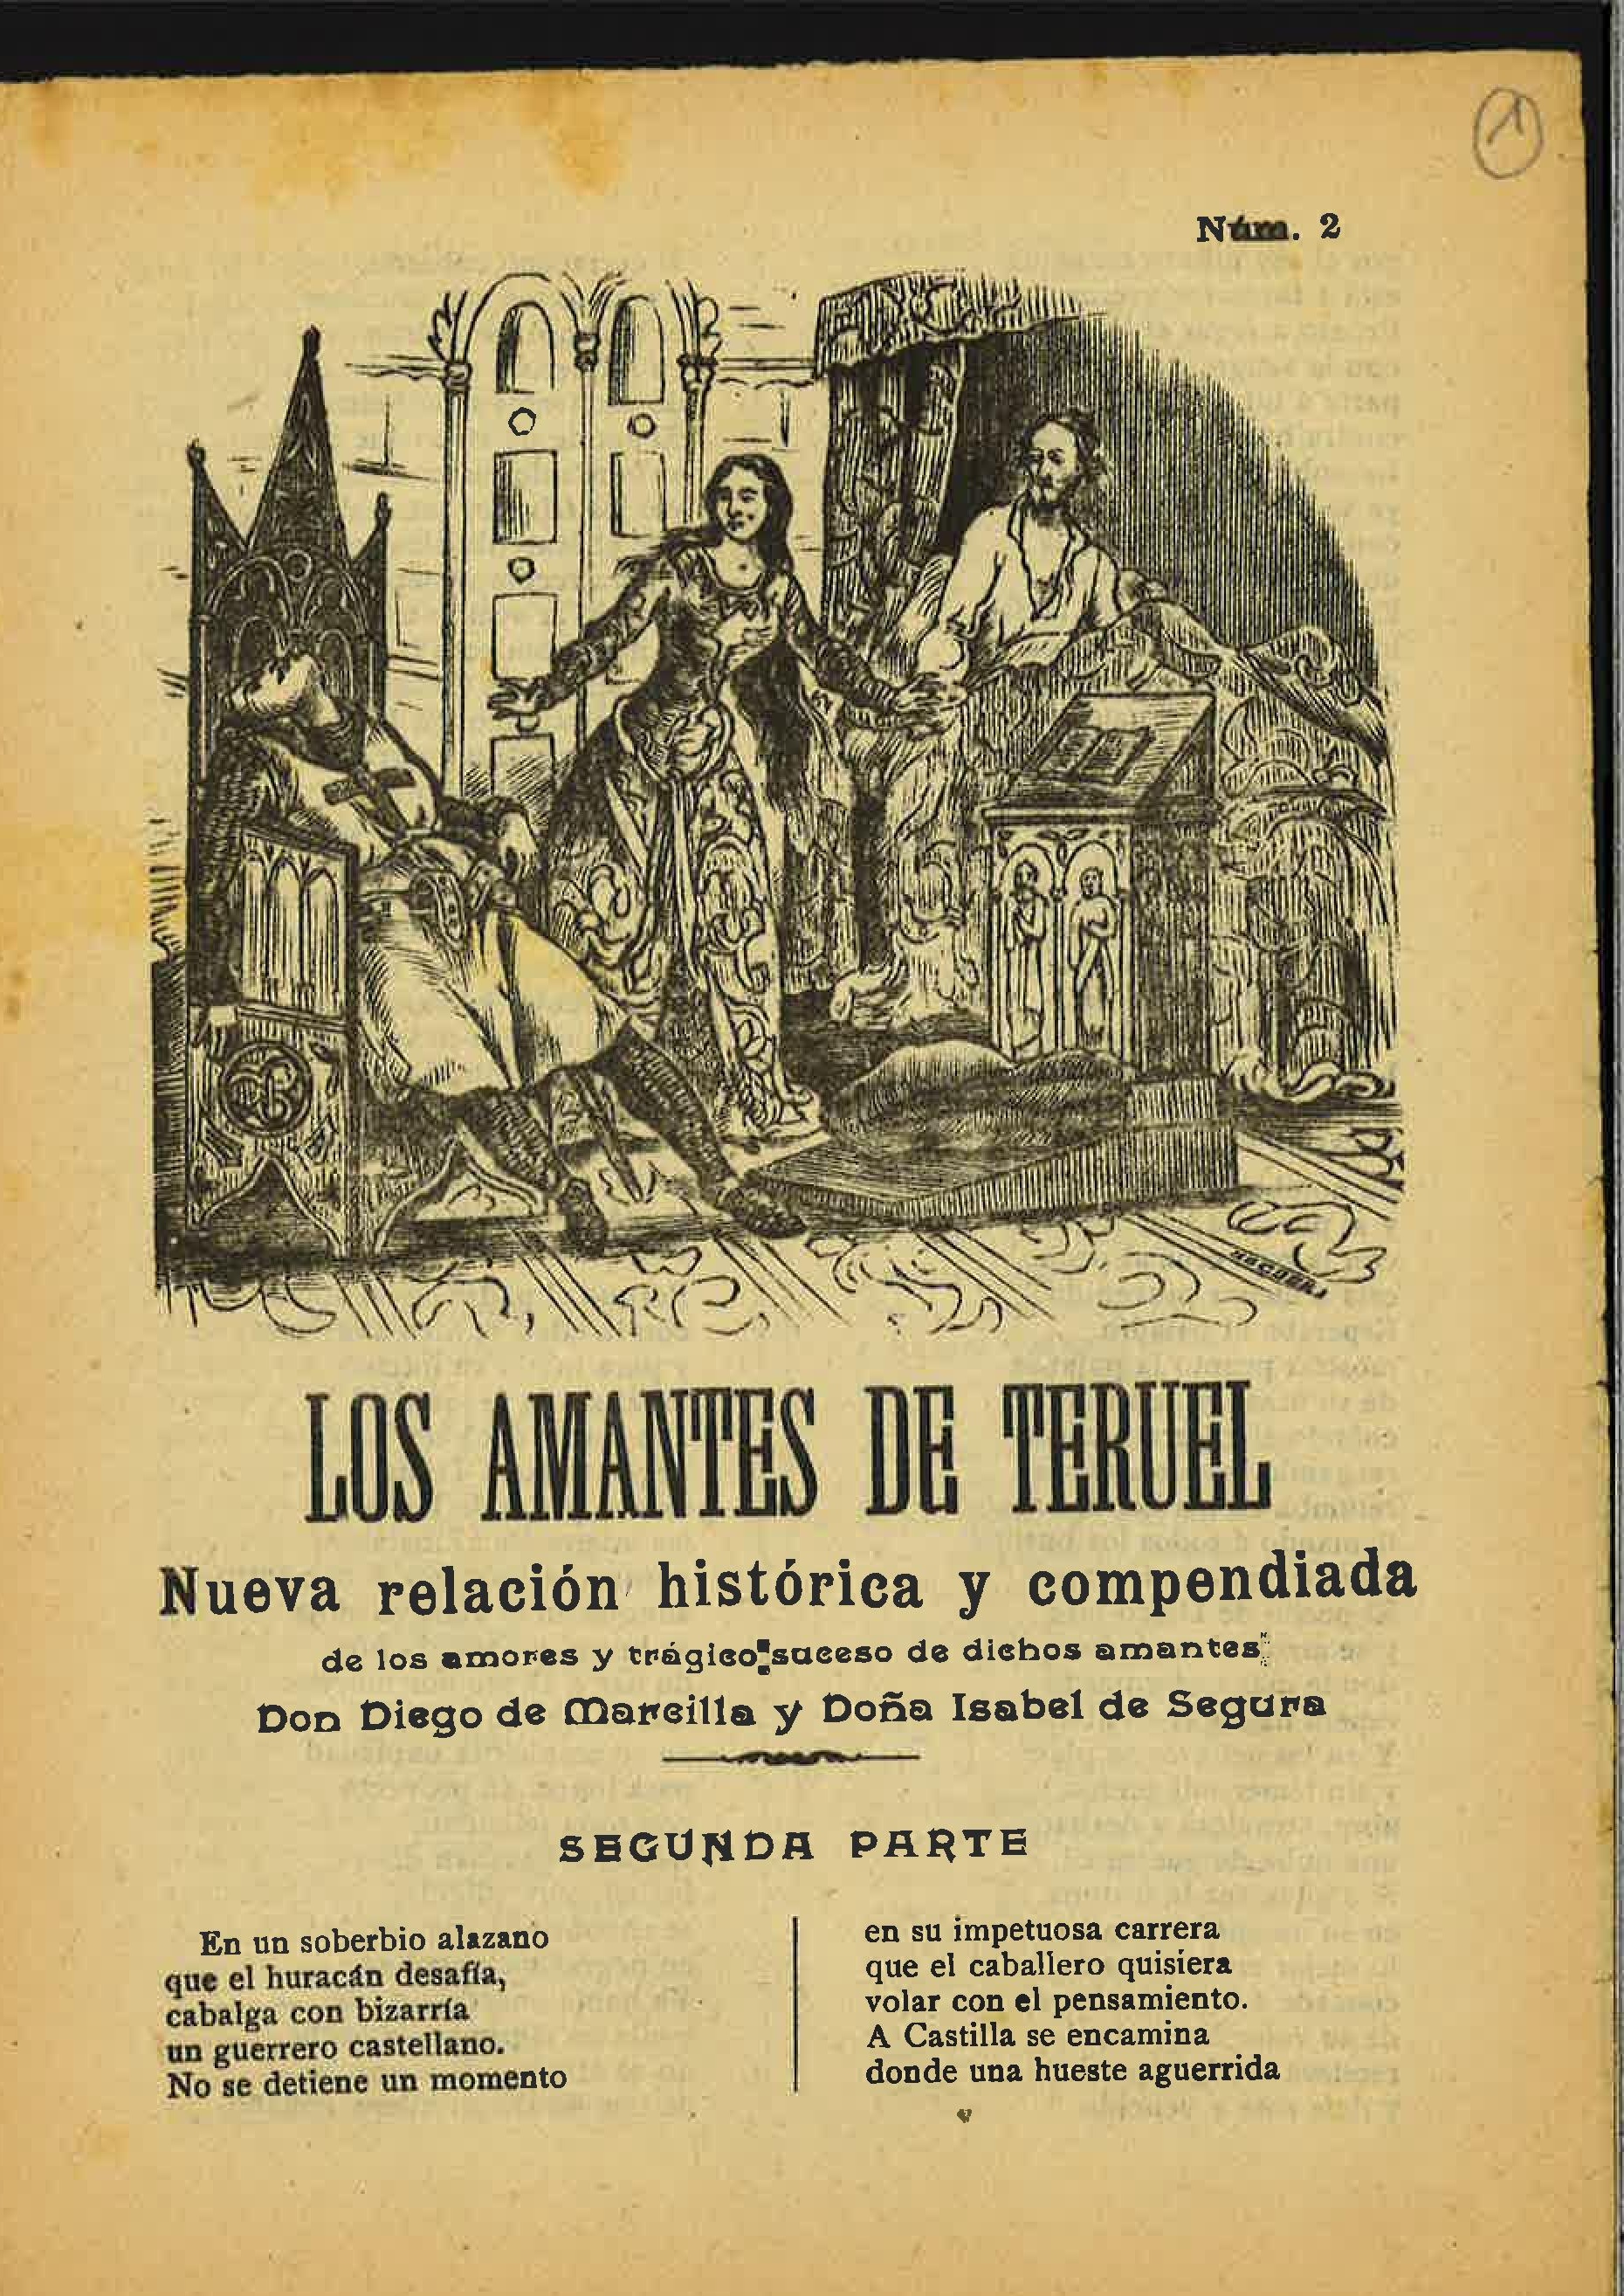 1
Núm. 2
LOS AMANTES DE TERUEL
Nueva relación histórica y compendiada
de los amores y trágico suceso de dichos amantes
Don Diego de Marcilla y Doña Isabel de Segura
SEGUNDA PARTE
En un soberbio alazano
que el huracán desafía,
cabalga con bizarría
un guerrero castellano.
No se detiene un momento
en su impetuosa carrera
que el caballero quisiera
volar con el pensamiento.
A Castilla se encamina
donde una hueste aguerrida